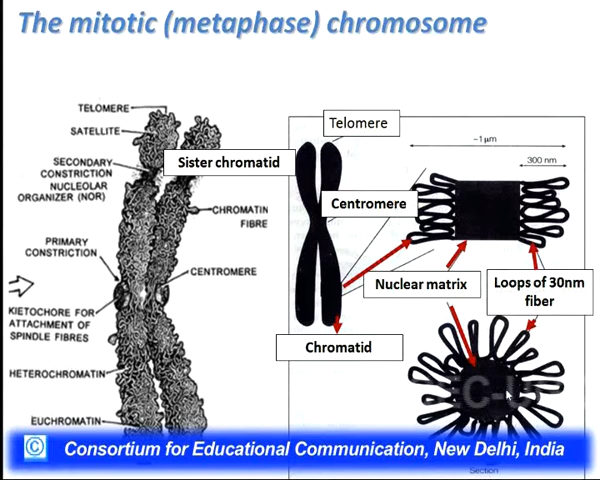 The mitotic (metaphase) chromosome
TELOMERE
SATELLITE
SECONDARY
CONSTRICTION
NUCLEOLAR
ORGANIZER (NOR)
CHROMATIN
FIBRE
PRIMARY
CONSTRICTION
CENTROMERE
KIETOCHORE FOR
ATTACHMENT OF
SPINDLE FIBRES
HETEROCHROMATIN
EUCHROMATIN
Sister chromatid
Telomere
Centromere
Chromatid
~1 μm
300 nm
Nuclear matrix
Loops of 30nm
fiber
Section
© Consortium for Educational Communication, New Delhi, India